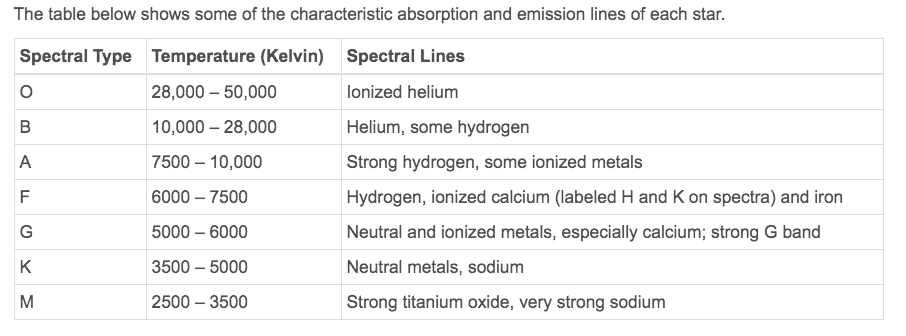 The table below shows some of the characteristic absorption and emission lines of each star.
Spectral Type Temperature (Kelvin) Spectral Lines
O 28,000 – 50,000 Ionized helium
B 10,000 – 28,000 Helium, some hydrogen
A 7500 – 10,000 Strong hydrogen, some ionized metals
F 6000 – 7500 Hydrogen, ionized calcium (labeled H and K on spectra) and iron
G 5000 – 6000 Neutral and ionized metals, especially calcium; strong G band
K 3500 – 5000 Neutral metals, sodium
M 2500 – 3500 Strong titanium oxide, very strong sodium